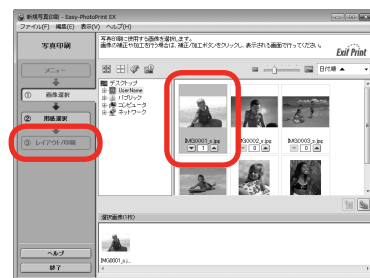 新規写真印刷 - Easy-PhotoPrint EX
ファイル(F) 編集(E) 表示(V) ヘルプ(H)
写真印刷
写真印刷に使用する画像を選択します。
画像の補正や加工を行う場合は、補正/加工ボタンをクリックし、表示される画面で行ってください。
Exif Print
メニュー
日付順
① 画像選択
② 用紙選択
③ レイアウト/印刷
デスクトップ
UserName
パブリック
コンピュータ
ネットワーク
IMG0001_s.jpg
IMG0002_s.jpg
IMG0003_s.jpg
1
0
0
選択画像(1枚)
IMG0001_s.j...
ヘルプ
終了